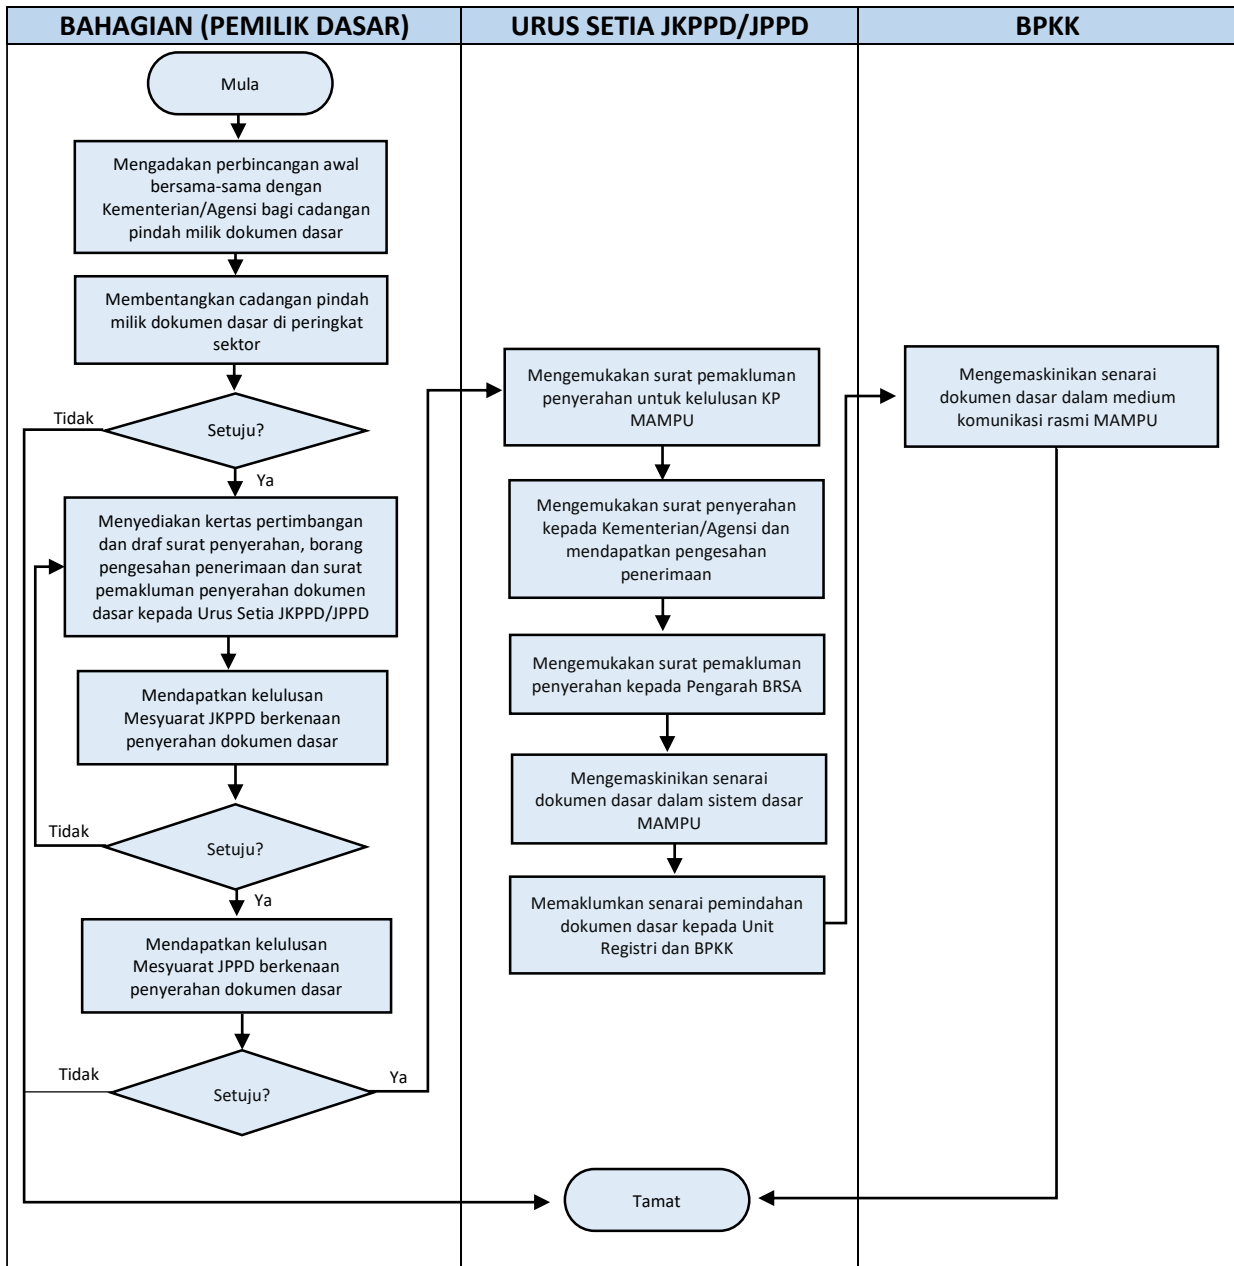 BAHAGIAN (PEMILIK DASAR)
URUS SETIA JKPPD/JPPD
BPKK
Mula
Mengadakan perbincangan awal
bersama-sama dengan
Kementerian/Agensi bagi cadangan
pindah milik dokumen dasar
Membentangkan cadangan pindah
milik dokumen dasar di peringkat
sektor
Tidak
Setuju?
Ya
Menyediakan kertas pertimbangan
dan draf surat penyerahan, borang
pengesahan penerimaan dan surat
pemakluman penyerahan dokumen
dasar kepada Urus Setia JKPPD/JPPD
Mendapatkan kelulusan
Mesyuarat JKPPD berkenaan
penyerahan dokumen dasar
Tidak
Setuju?
Ya
Mendapatkan kelulusan
Mesyuarat JPPD berkenaan
penyerahan dokumen dasar
Tidak
Setuju?
Ya
Mengemukakan surat pemakluman
penyerahan untuk kelulusan KP
MAMPU
Mengemukakan surat penyerahan
kepada Kementerian/Agensi dan
mendapatkan pengesahan
penerimaan
Mengemukakan surat pemakluman
penyerahan kepada Pengarah BRSA
Mengemaskinikan senarai
dokumen dasar dalam sistem dasar
MAMPU
Memaklumkan senarai pemindahan
dokumen dasar kepada Unit
Registri dan BPKK
Mengemaskinikan senarai
dokumen dasar dalam medium
komunikasi rasmi MAMPU
Tamat